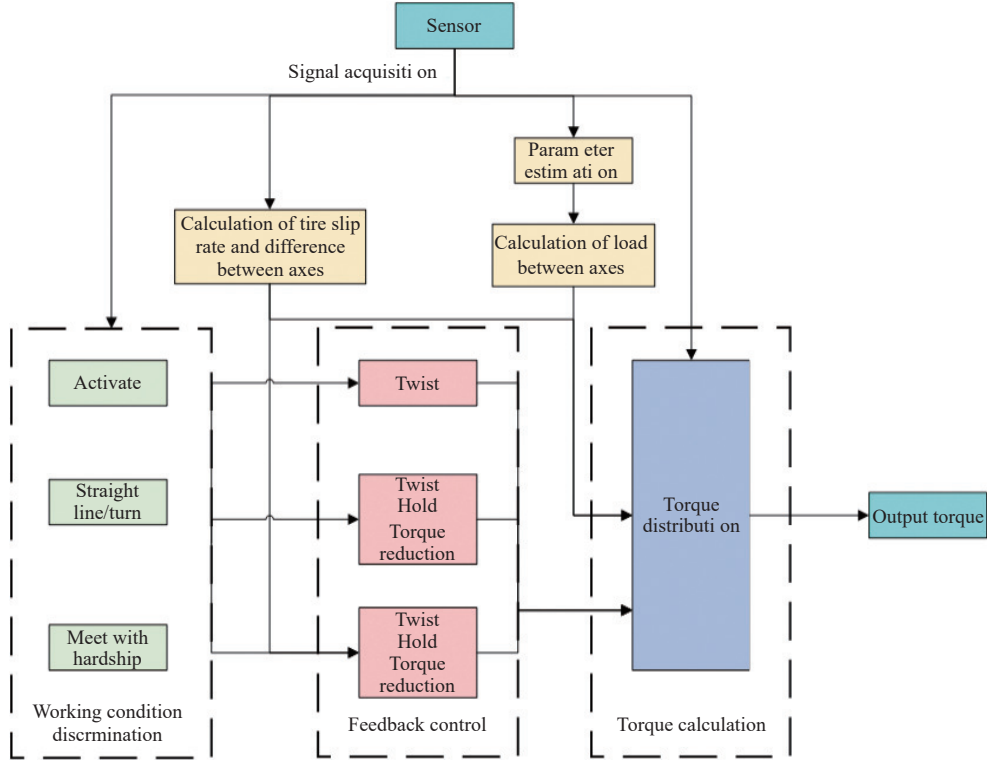 Sensor
Signal acquisiti on
Param eter
estim ati on
Calculation of tire slip
rate and difference
between axes
Calculation of load
between axes
Activate
Twist
Straight
line/turn
Twist
Hold
Torque
reduction
Torque
distributi on
Output torque
Meet with
hardship
Twist
Hold
Torque
reduction
Working condition
discrmination
Feedback control
Torque calculation